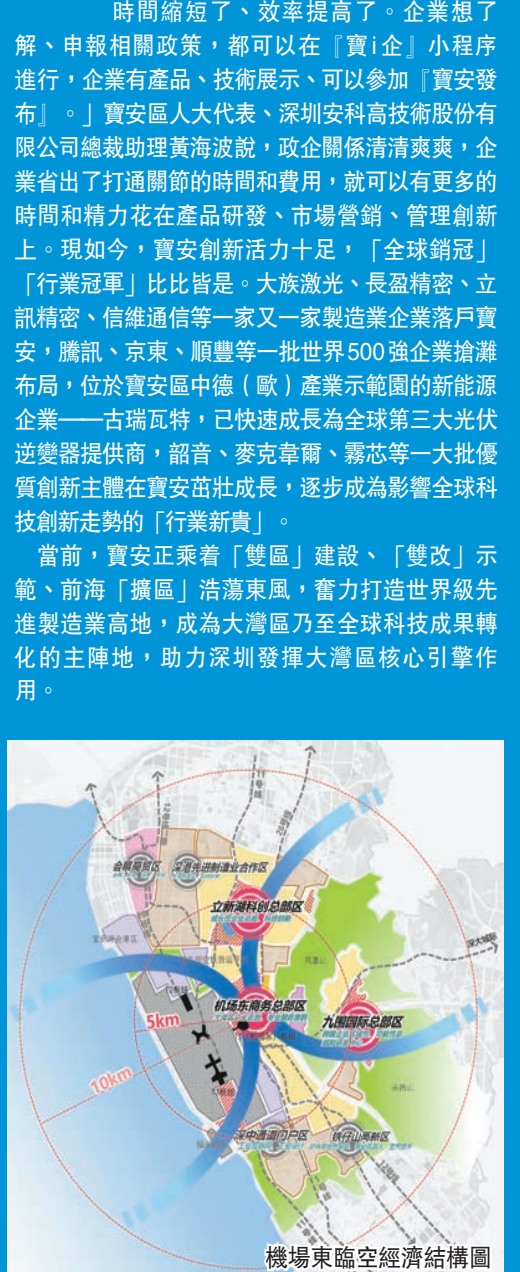 時間縮短了、效率提高了。企業想了
解、申報相關政策，都可以在『寶i企』小程序
進行，企業有產品、技術展示、可以參加『寶安發
布』。」寶安區人大代表、深圳安科高技術股份有
限公司總裁助理黃海波說，政企關係清清爽爽，企
業省出了打通關節的時間和費用，就可以有更多的
時間和精力花在產品研發、市場營銷、管理創新
上。現如今，寶安創新活力十足，「全球銷冠」
「行業冠軍」比比皆是。大族激光、長盈精密、立
訊精密、信維通信等一家又一家製造業企業落戶寶
安，騰訊、京東、順豐等一批世界500強企業搶灘
布局，位於寶安區中德（歐）產業示範園的新能源
企業——古瑞瓦特，已快速成長為全球第三大光伏
逆變器提供商，韶音、麥克韋爾、霧芯等一大批優
質創新主體在寶安茁壯成長，逐步成為影響全球科
技創新走勢的「行業新貴」。
當前，寶安正乘着「雙區」建設、「雙改」示
範、前海「擴區」浩蕩東風，奮力打造世界級先
進製造業高地，成為大灣區乃至全球科技成果轉
化的主陣地，助力深圳發揮大灣區核心引擎作
用。
11号线
会展商贸区
深港先进制造业合作区
立新湖科创总部区
深大城际
凤凰山
机场东商务总部区
九围国际总部区
5km
10km
深中通道门户区
铁仔山高新区
12号线
機場東臨空經濟結構圖